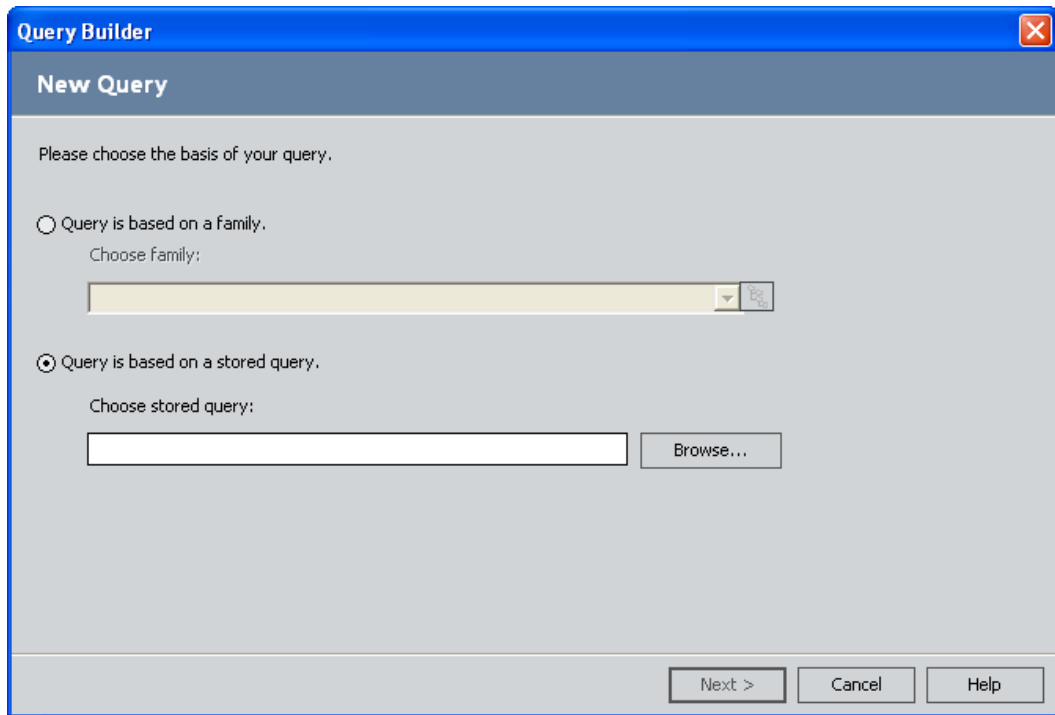 Query Builder
New Query
Please choose the basis of your query.
Query is based on a family.
Choose family:
Query is based on a stored query.
Choose stored query:
Browse...
Next >
Cancel
Help